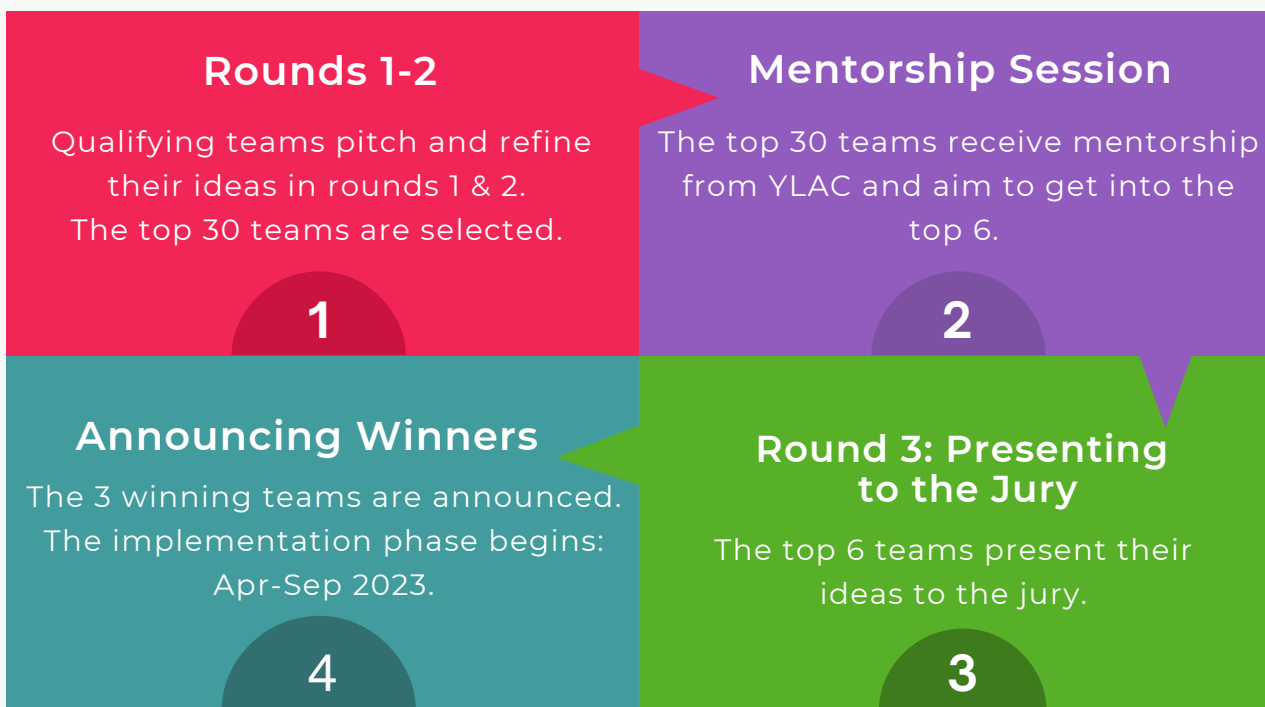 Rounds 1-2
Qualifying teams pitch and refine
their ideas in rounds 1 & 2.
The top 30 teams are selected.
1
Mentorship Session
The top 30 teams receive mentorship
from YLAC and aim to get into the
top 6.
2
Round 3: Presenting
to the Jury
The top 6 teams present their
ideas to the jury.
3
Announcing Winners
The 3 winning teams are announced.
The implementation phase begins:
Apr-Sep 2023.
4